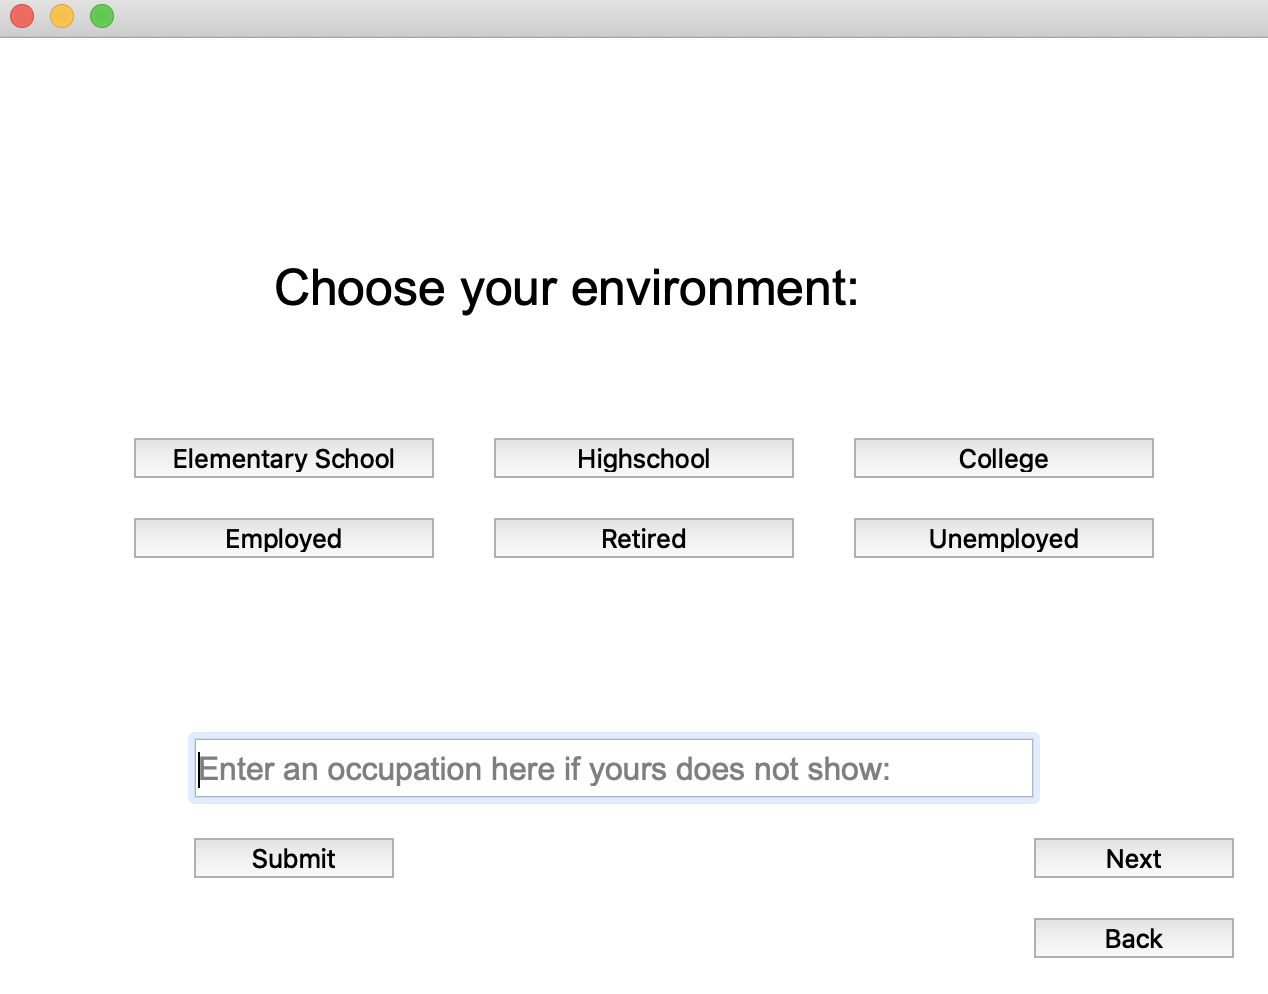 Choose your environment:
Elementary School Highschool College
Employed Retired Unemployed
Enter an occupation here if yours does not show:
Submit Next
Back